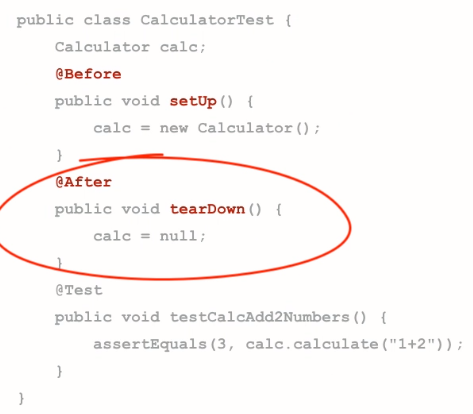 public class CalculatorTest {
Calculator calc;
@Before
public void setUp() {
calc = new Calculator();
}
@After
public void tearDown() {
calc = null;
}
@Test
public void testCalcAdd2Numbers() {
assertEquals(3, calc.calculate("1+2"));
}
}